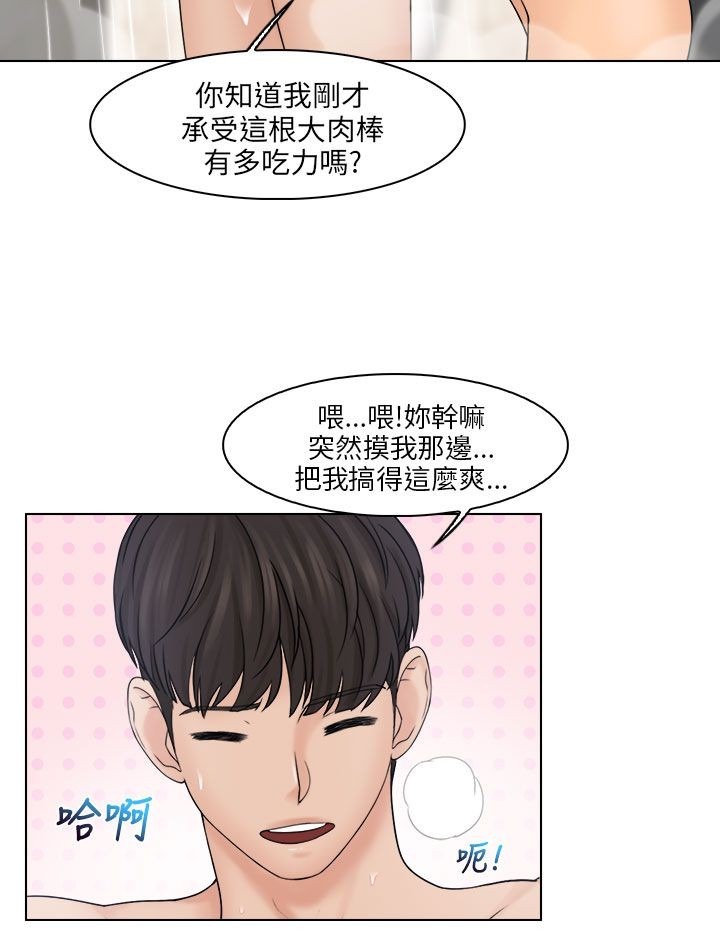 你知道我剛才
承受這根大肉棒
有多吃力嗎?
喂...喂!妳幹嘛
突然摸我那邊...
把我搞得這麼爽...
哈啊
呃!